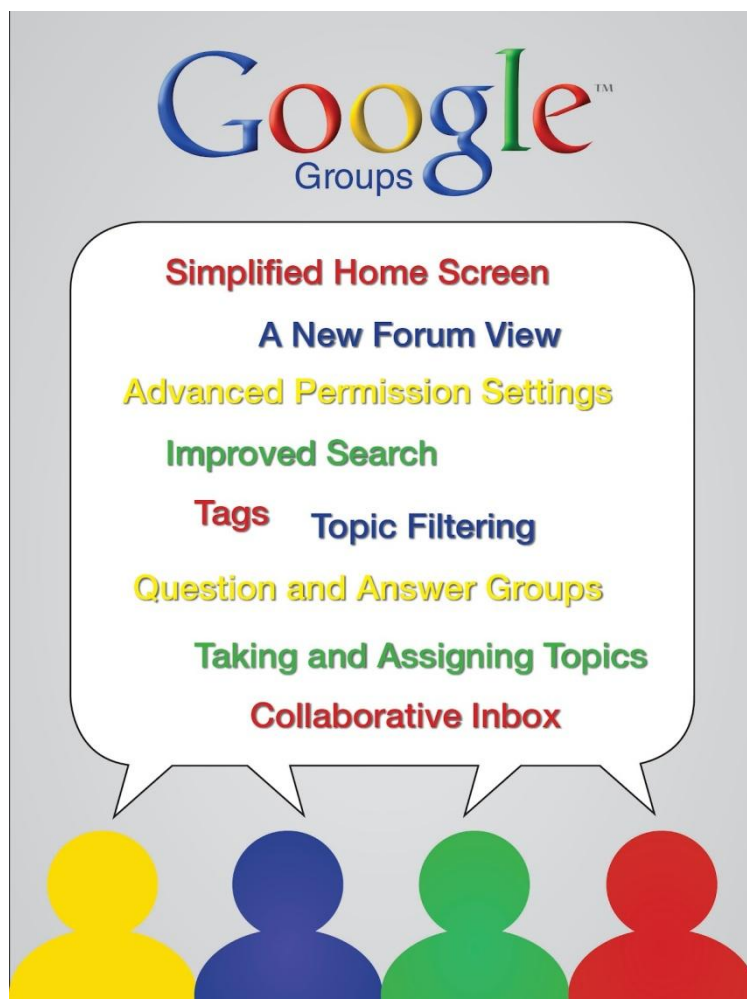 Google™
Groups
Simplified Home Screen
A New Forum View
Advanced Permission Settings
Improved Search
Tags Topic Filtering
Question and Answer Groups
Taking and Assigning Topics
Collaborative Inbox